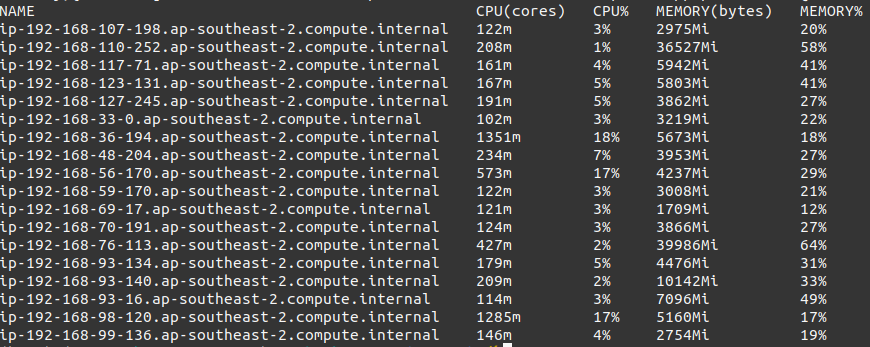 NAME CPU(cores) CPU% MEMORY(bytes) MEMORY%
ip-192-168-107-198.ap-southeast-2.compute.internal 122m 3% 2975Mi 20%
ip-192-168-110-252.ap-southeast-2.compute.internal 208m 1% 36527Mi 58%
ip-192-168-117-71.ap-southeast-2.compute.internal 161m 4% 5942Mi 41%
ip-192-168-123-131.ap-southeast-2.compute.internal 167m 5% 5803Mi 41%
ip-192-168-127-245.ap-southeast-2.compute.internal 191m 5% 3862Mi 27%
ip-192-168-33-0.ap-southeast-2.compute.internal 102m 3% 3219Mi 22%
ip-192-168-36-194.ap-southeast-2.compute.internal 1351m 18% 5673Mi 18%
ip-192-168-48-204.ap-southeast-2.compute.internal 234m 7% 3953Mi 27%
ip-192-168-56-170.ap-southeast-2.compute.internal 573m 17% 4237Mi 29%
ip-192-168-59-170.ap-southeast-2.compute.internal 122m 3% 3008Mi 21%
ip-192-168-69-17.ap-southeast-2.compute.internal 121m 3% 1709Mi 12%
ip-192-168-70-191.ap-southeast-2.compute.internal 124m 3% 3866Mi 27%
ip-192-168-76-113.ap-southeast-2.compute.internal 427m 2% 39986Mi 64%
ip-192-168-93-134.ap-southeast-2.compute.internal 179m 5% 4476Mi 31%
ip-192-168-93-140.ap-southeast-2.compute.internal 209m 2% 10142Mi 33%
ip-192-168-93-16.ap-southeast-2.compute.internal 114m 3% 7096Mi 49%
ip-192-168-98-120.ap-southeast-2.compute.internal 1285m 17% 5160Mi 17%
ip-192-168-99-136.ap-southeast-2.compute.internal 146m 4% 2754Mi 19%